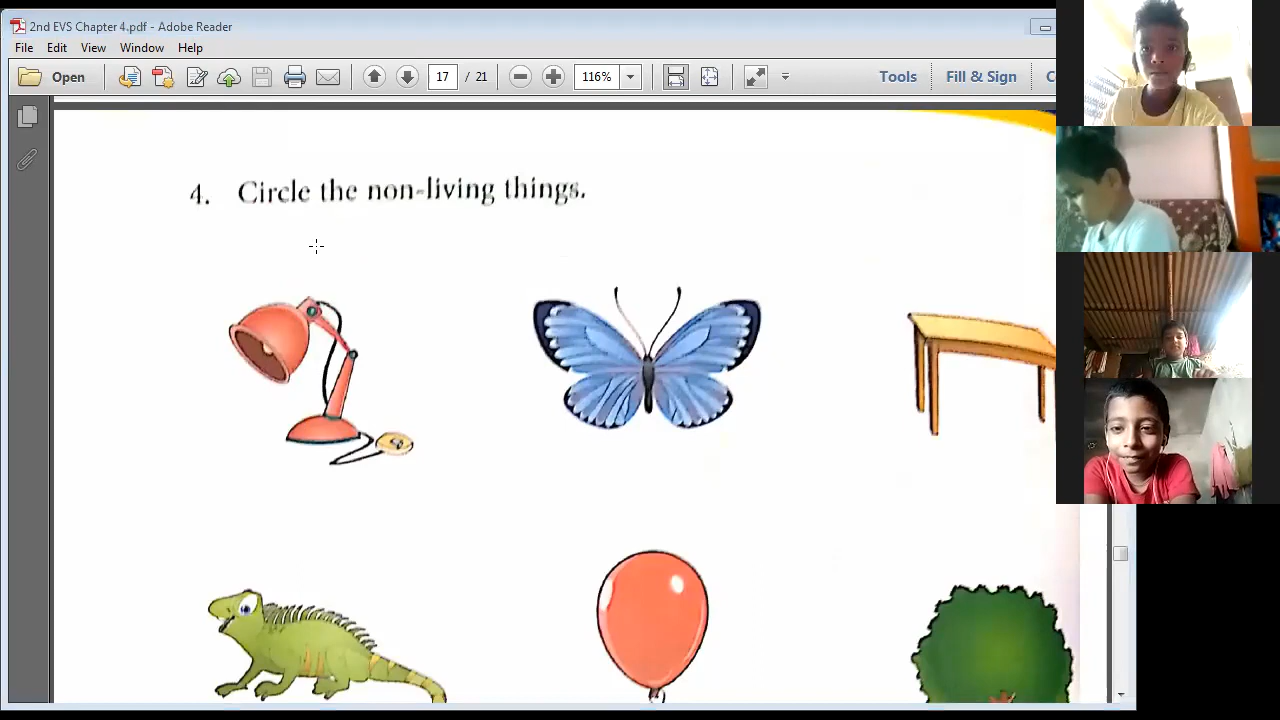 2nd EVS Chapter 4.pdf - Adobe Reader
File Edit View Window Help
Open 17 / 21 116% Tools Fill & Sign
4. Circle the non-living things.